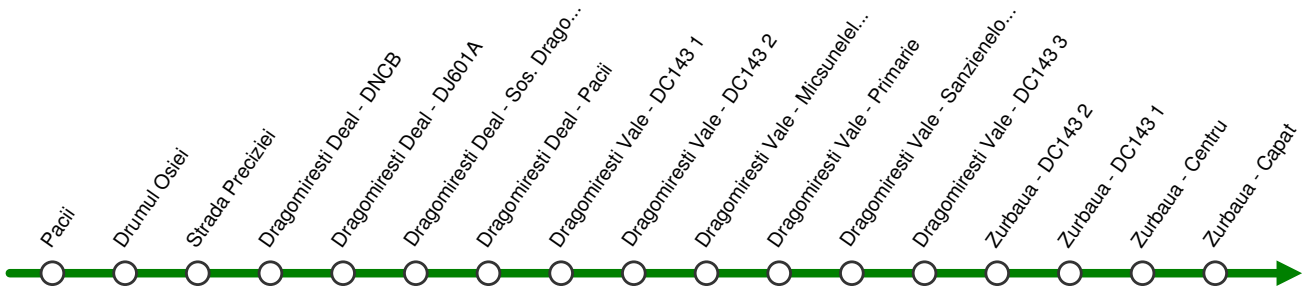 Pacii
Drumul Osiei
Strada Preciziei
Dragomiresti Deal - DNCB
Dragomiresti Deal - DJ601A
Dragomiresti Deal - Sos. Drago...
Dragomiresti Deal - Pacii
Dragomiresti Vale - DC143 1
Dragomiresti Vale - DC143 2
Dragomiresti Vale - Micsunelel...
Dragomiresti Vale - Primarie
Dragomiresti Vale - Sanzienelo...
Dragomiresti Vale - DC143 3
Zurbaua - DC143 2
Zurbaua - DC143 1
Zurbaua - Centru
Zurbaua - Capat